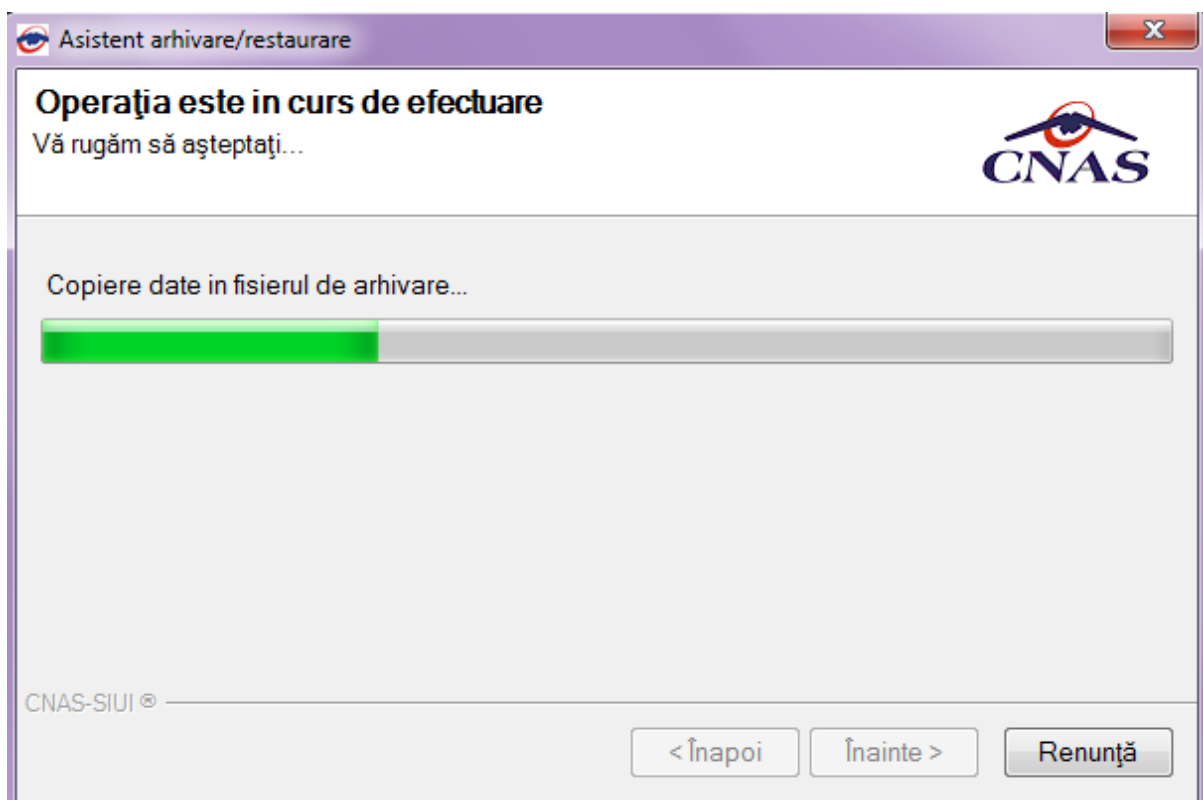 Asistent arhivare/restaurare
Operaţia este in curs de efectuare
Vă rugăm să aşteptaţi...
CNAS
Copiere date in fisierul de arhivare...
CNAS-SIUI ®
< Înapoi
Înainte >
Renunţă